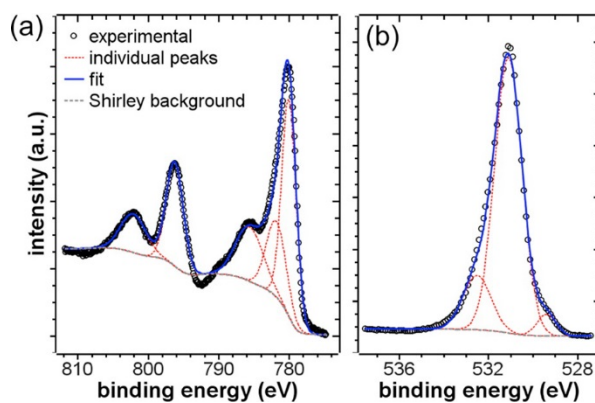 (a)
experimental
individual peaks
fit
Shirley background
intensity (a.u.)
810 800 790 780
binding energy (eV)
(b)
536 532 528
binding energy (eV)